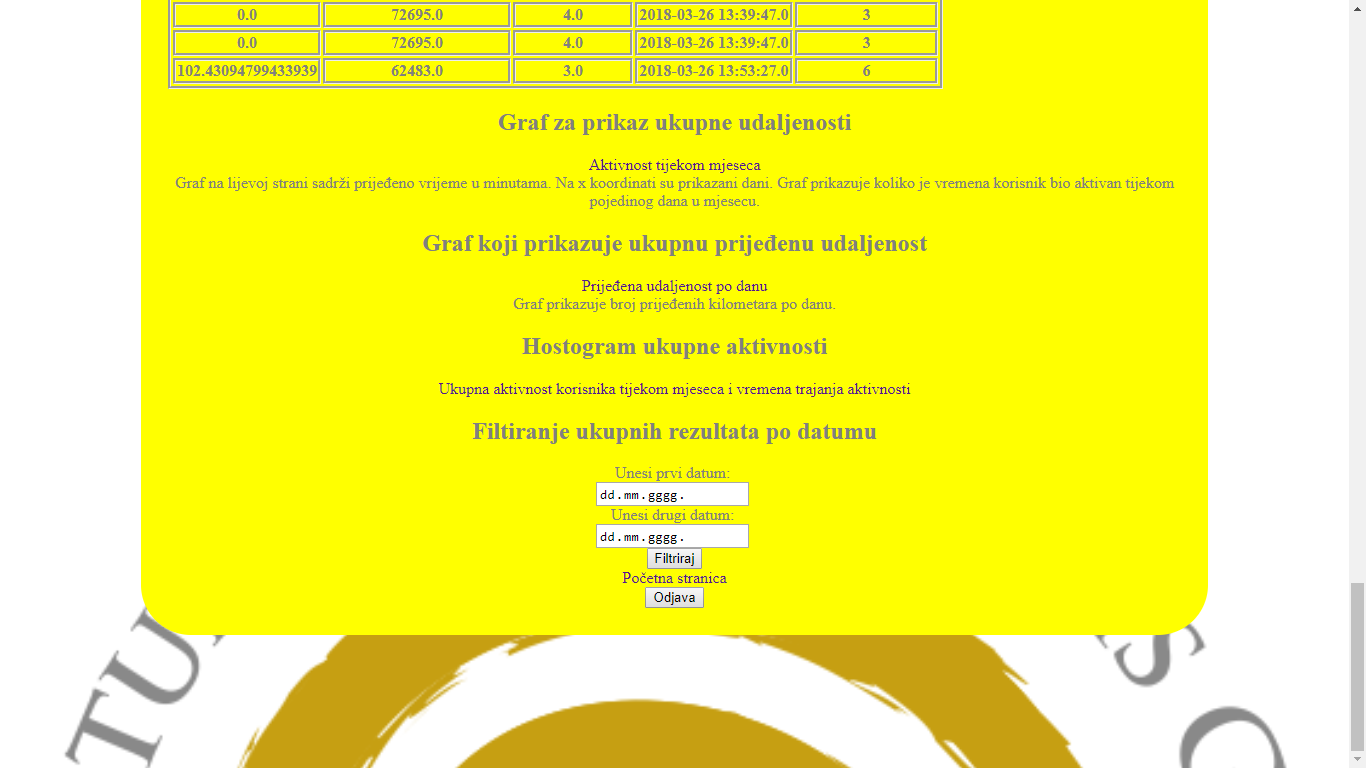 0.0 72695.0 4.0 2018-03-26 13:39:47.0 3
0.0 72695.0 4.0 2018-03-26 13:39:47.0 3
102.43094799433939 62483.0 3.0 2018-03-26 13:53:27.0 6
Graf za prikaz ukupne udaljenosti
Aktivnost tijekom mjeseca
Graf na lijevoj strani sadrži prijeđeno vrijeme u minutama. Na x koordinati su prikazani dani. Graf prikazuje koliko je vremena korisnik bio aktivan tijekom
pojedinog dana u mjesecu.
Graf koji prikazuje ukupnu prijeđenu udaljenost
Prijeđena udaljenost po danu
Graf prikazuje broj prijeđenih kilometara po danu.
Hostogram ukupne aktivnosti
Ukupna aktivnost korisnika tijekom mjeseca i vremena trajanja aktivnosti
Filtiranje ukupnih rezultata po datumu
Unesi prvi datum:
dd.mm.gggg.
Unesi drugi datum:
dd.mm.gggg.
Filtriraj
Početna stranica
Odjava
TU
S O